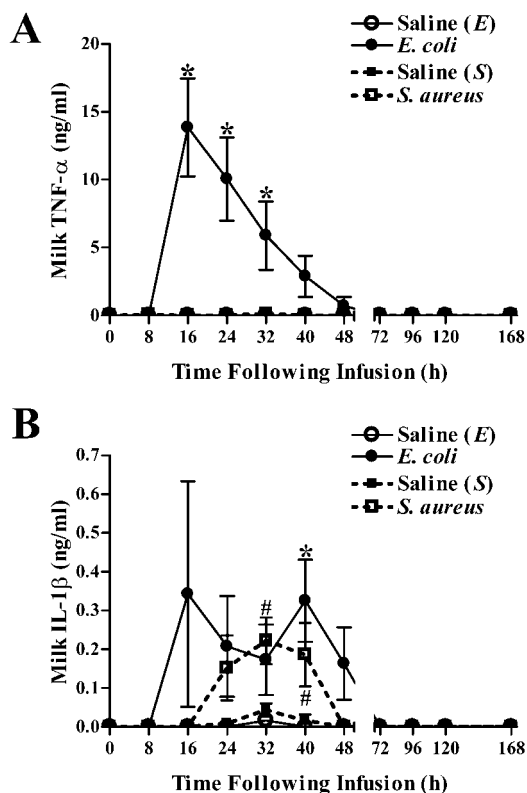 A
Saline (E)
E. coli
Saline (S)
S. aureus
Milk TNF-α (ng/ml)
20
15
10
5
0
*
*
*
0 8 16 24 32 40 48 72 96 120 168
Time Following Infusion (h)
B
Saline (E)
E. coli
Saline (S)
S. aureus
Milk IL-1β (ng/ml)
0.7
0.6
0.5
0.4
0.3
0.2
0.1
0.0
*
#
#
0 8 16 24 32 40 48 72 96 120 168
Time Following Infusion (h)